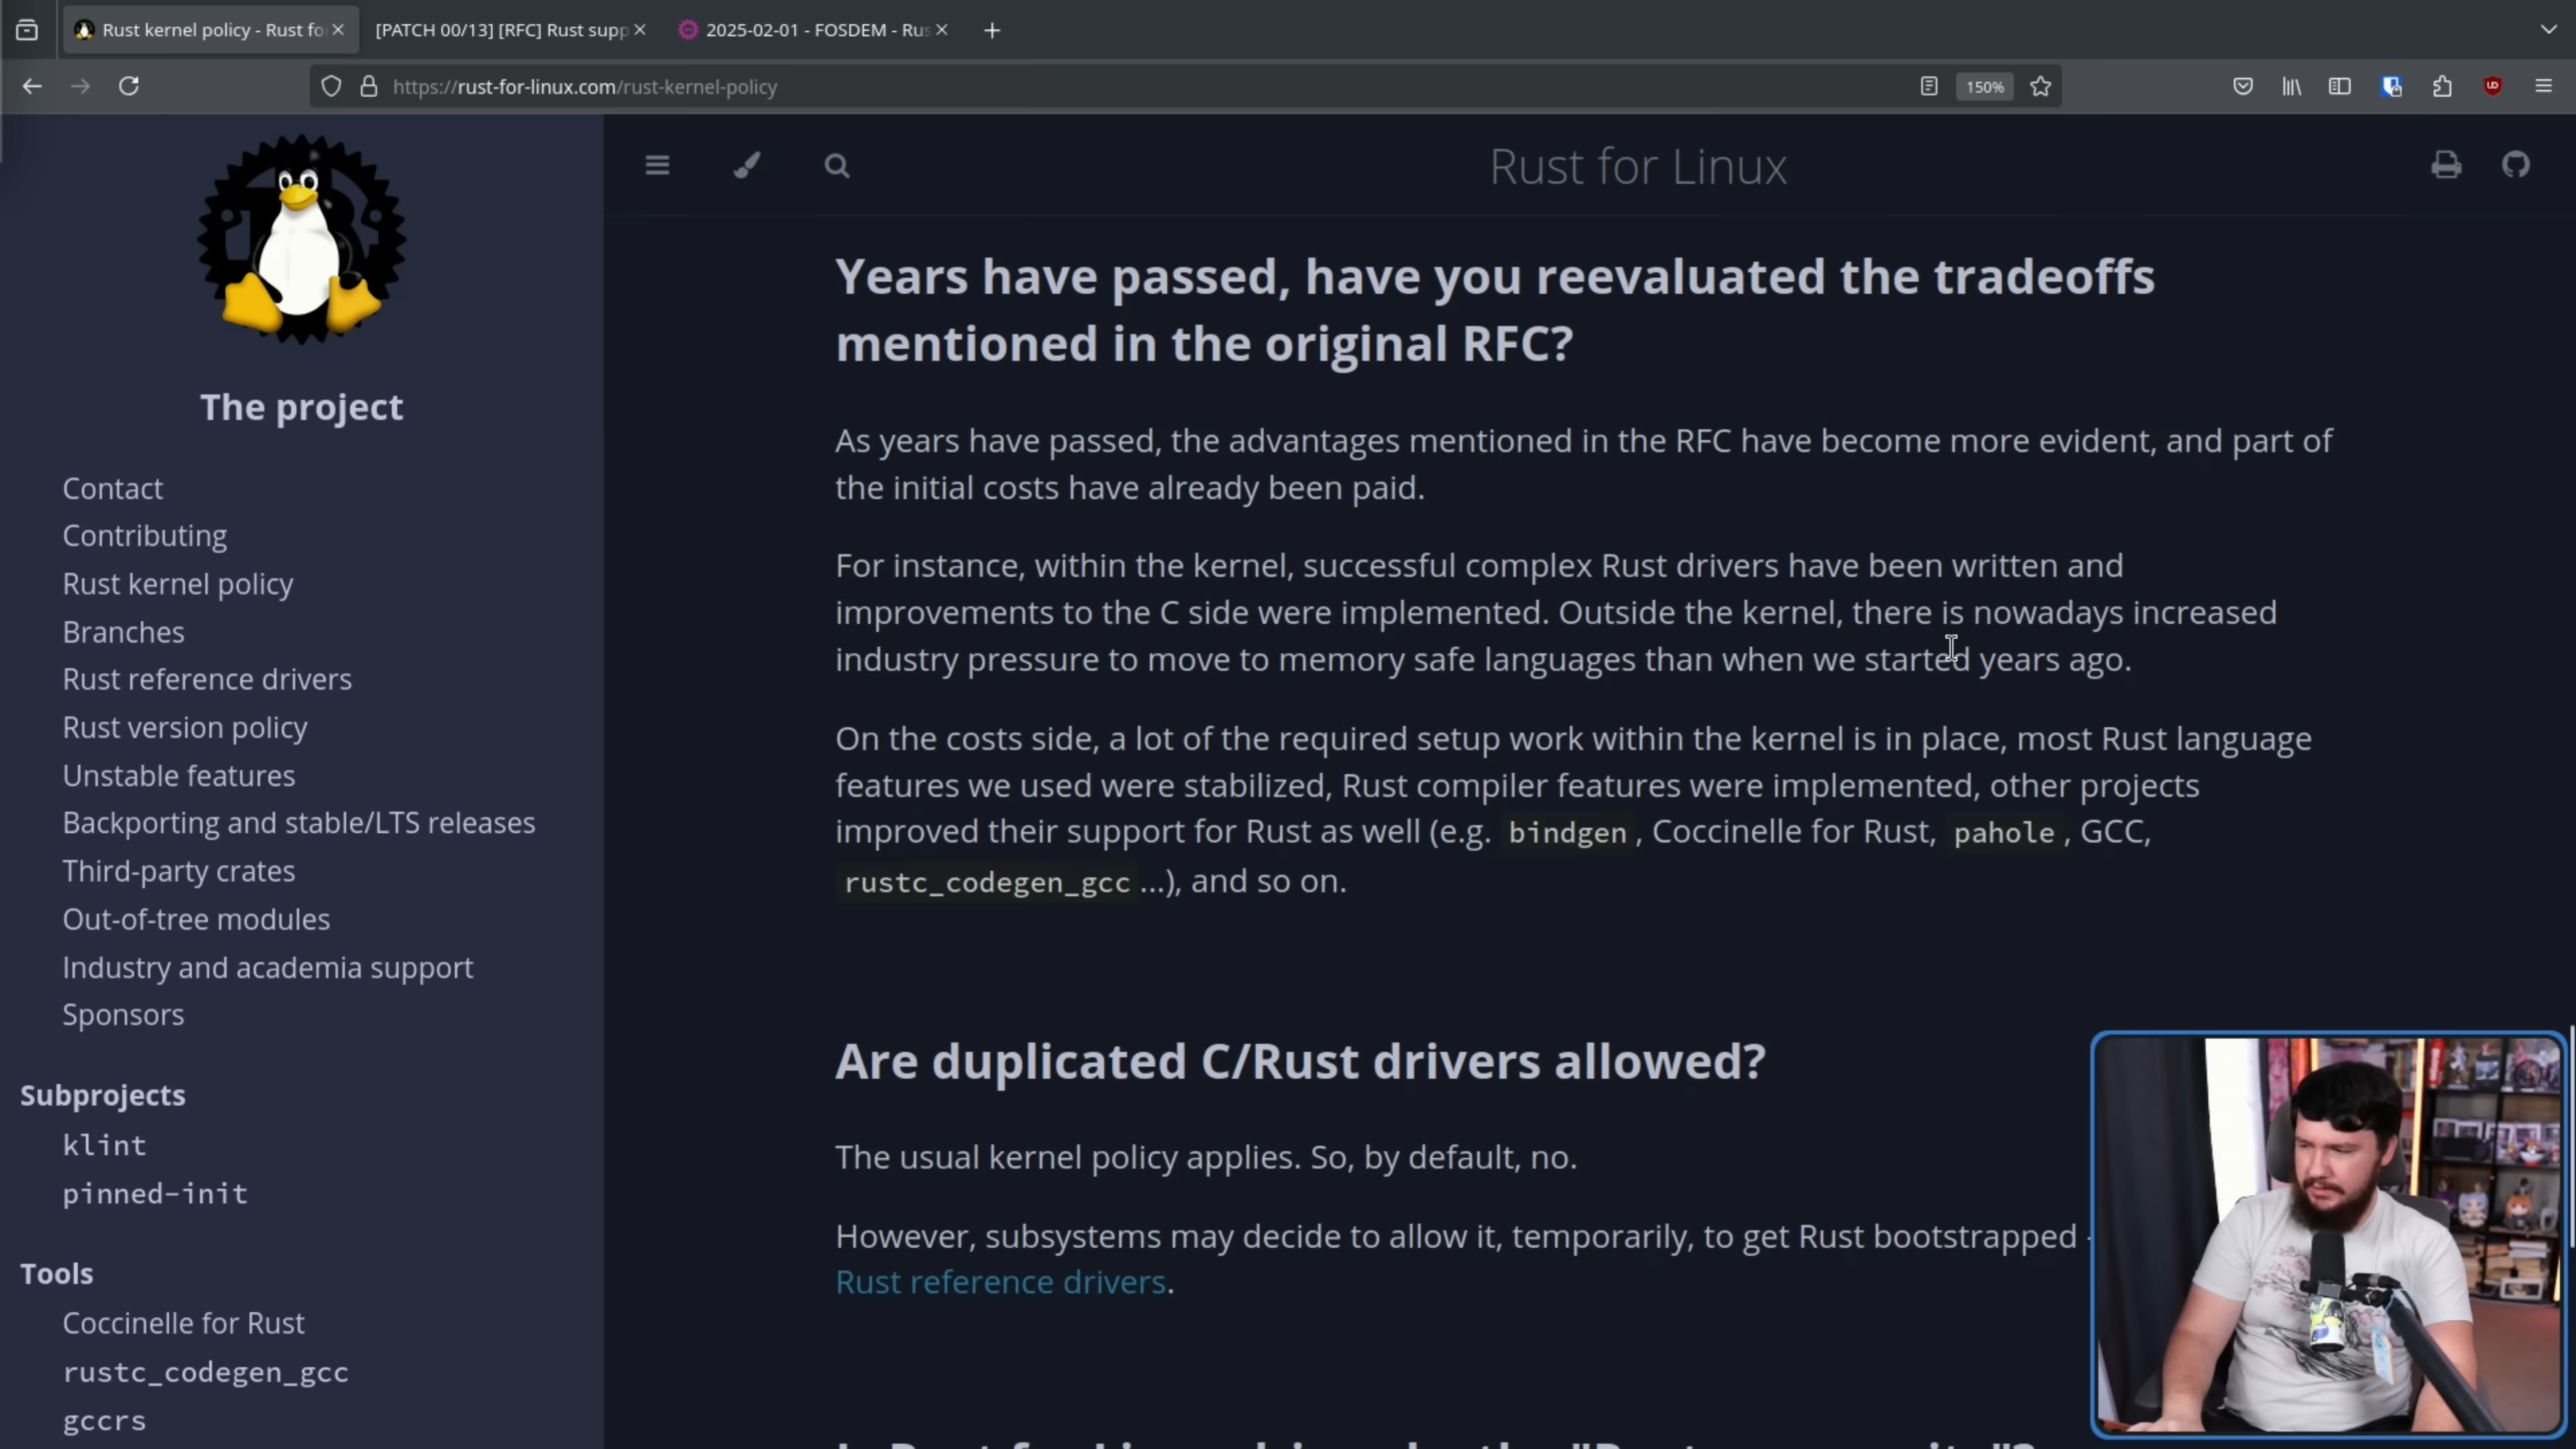 Rust kernel policy - Rust fo
[PATCH 00/13] [RFC] Rust supp
2025-02-01 - FOSDEM - Rus
https://rust-for-linux.com/rust-kernel-policy
150%
Rust for Linux
The project
Contact
Contributing
Rust kernel policy
Branches
Rust reference drivers
Rust version policy
Unstable features
Backporting and stable/LTS releases
Third-party crates
Out-of-tree modules
Industry and academia support
Sponsors
Subprojects
klint
pinned-init
Tools
Coccinelle for Rust
rustc_codegen_gcc
gccrs
Years have passed, have you reevaluated the tradeoffs
mentioned in the original RFC?
As years have passed, the advantages mentioned in the RFC have become more evident, and part of
the initial costs have already been paid.
For instance, within the kernel, successful complex Rust drivers have been written and
improvements to the C side were implemented. Outside the kernel, there is nowadays increased
industry pressure to move to memory safe languages than when we started years ago.
On the costs side, a lot of the required setup work within the kernel is in place, most Rust language
features we used were stabilized, Rust compiler features were implemented, other projects
improved their support for Rust as well (e.g. bindgen, Coccinelle for Rust, pahole, GCC,
rustc_codegen_gcc...), and so on.
Are duplicated C/Rust drivers allowed?
The usual kernel policy applies. So, by default, no.
However, subsystems may decide to allow it, temporarily, to get Rust bootstrapped -
Rust reference drivers.